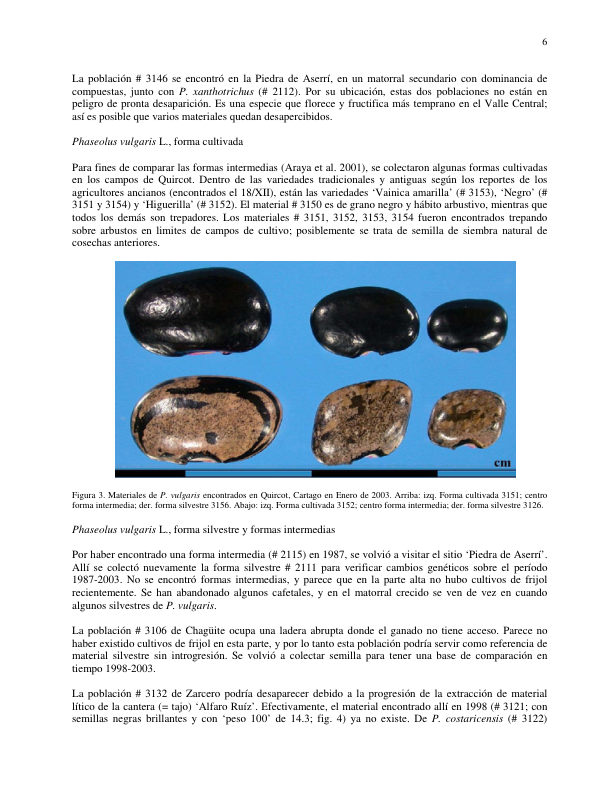 6
La población # 3146 se encontró en la Piedra de Aserrí, en un matorral secundario con dominancia de
compuestas, junto con P. xanthotrichus (# 2112). Por su ubicación, estas dos poblaciones no están en
peligro de pronta desaparición. Es una especie que florece y fructifica más temprano en el Valle Central;
así es posible que varios materiales quedan desapercibidos.
Phaseolus vulgaris L., forma cultivada
Para fines de comparar las formas intermedias (Araya et al. 2001), se colectaron algunas formas cultivadas
en los campos de Quircot. Dentro de las variedades tradicionales y antiguas según los reportes de los
agricultores ancianos (encontrados el 18/XII), están las variedades ‘Vainica amarilla’ (# 3153), ‘Negro’ (#
3151 y 3154) y ‘Higuerilla’ (# 3152). El material # 3150 es de grano negro y hábito arbustivo, mientras que
todos los demás son trepadores. Los materiales # 3151, 3152, 3153, 3154 fueron encontrados trepando
sobre arbustos en limites de campos de cultivo; posiblemente se trata de semilla de siembra natural de
cosechas anteriores.
cm
Figura 3. Materiales de P. vulgaris encontrados en Quircot, Cartago en Enero de 2003. Arriba: izq. Forma cultivada 3151; centro
forma intermedia; der. forma silvestre 3156. Abajo: izq. Forma cultivada 3152; centro forma intermedia; der. forma silvestre 3126.
Phaseolus vulgaris L., forma silvestre y formas intermedias
Por haber encontrado una forma intermedia (# 2115) en 1987, se volvió a visitar el sitio ‘Piedra de Aserrí’.
Allí se colectó nuevamente la forma silvestre # 2111 para verificar cambios genéticos sobre el período
1987-2003. No se encontró formas intermedias, y parece que en la parte alta no hubo cultivos de frijol
recientemente. Se han abandonado algunos cafetales, y en el matorral crecido se ven de vez en cuando
algunos silvestres de P. vulgaris.
La población # 3106 de Chagüite ocupa una ladera abrupta donde el ganado no tiene acceso. Parece no
haber existido cultivos de frijol en esta parte, y por lo tanto esta población podría servir como referencia de
material silvestre sin introgresión. Se volvió a colectar semilla para tener una base de comparación en
tiempo 1998-2003.
La población # 3132 de Zarcero podría desaparecer debido a la progresión de la extracción de material
lítico de la cantera (= tajo) ‘Alfaro Ruíz’. Efectivamente, el material encontrado allí en 1998 (# 3121; con
semillas negras brillantes y con ‘peso 100’ de 14.3; fig. 4) ya no existe. De P. costaricensis (# 3122)